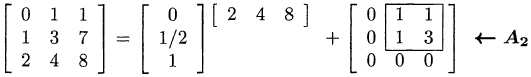 [ 0 1 1 ; 1 3 7 ; 2 4 8 ] = [ 0 ; 1/2 ; 1 ] [ 2 4 8 ] + [ 0 1 1 ; 0 1 3 ; 0 0 0 ] ← A₂